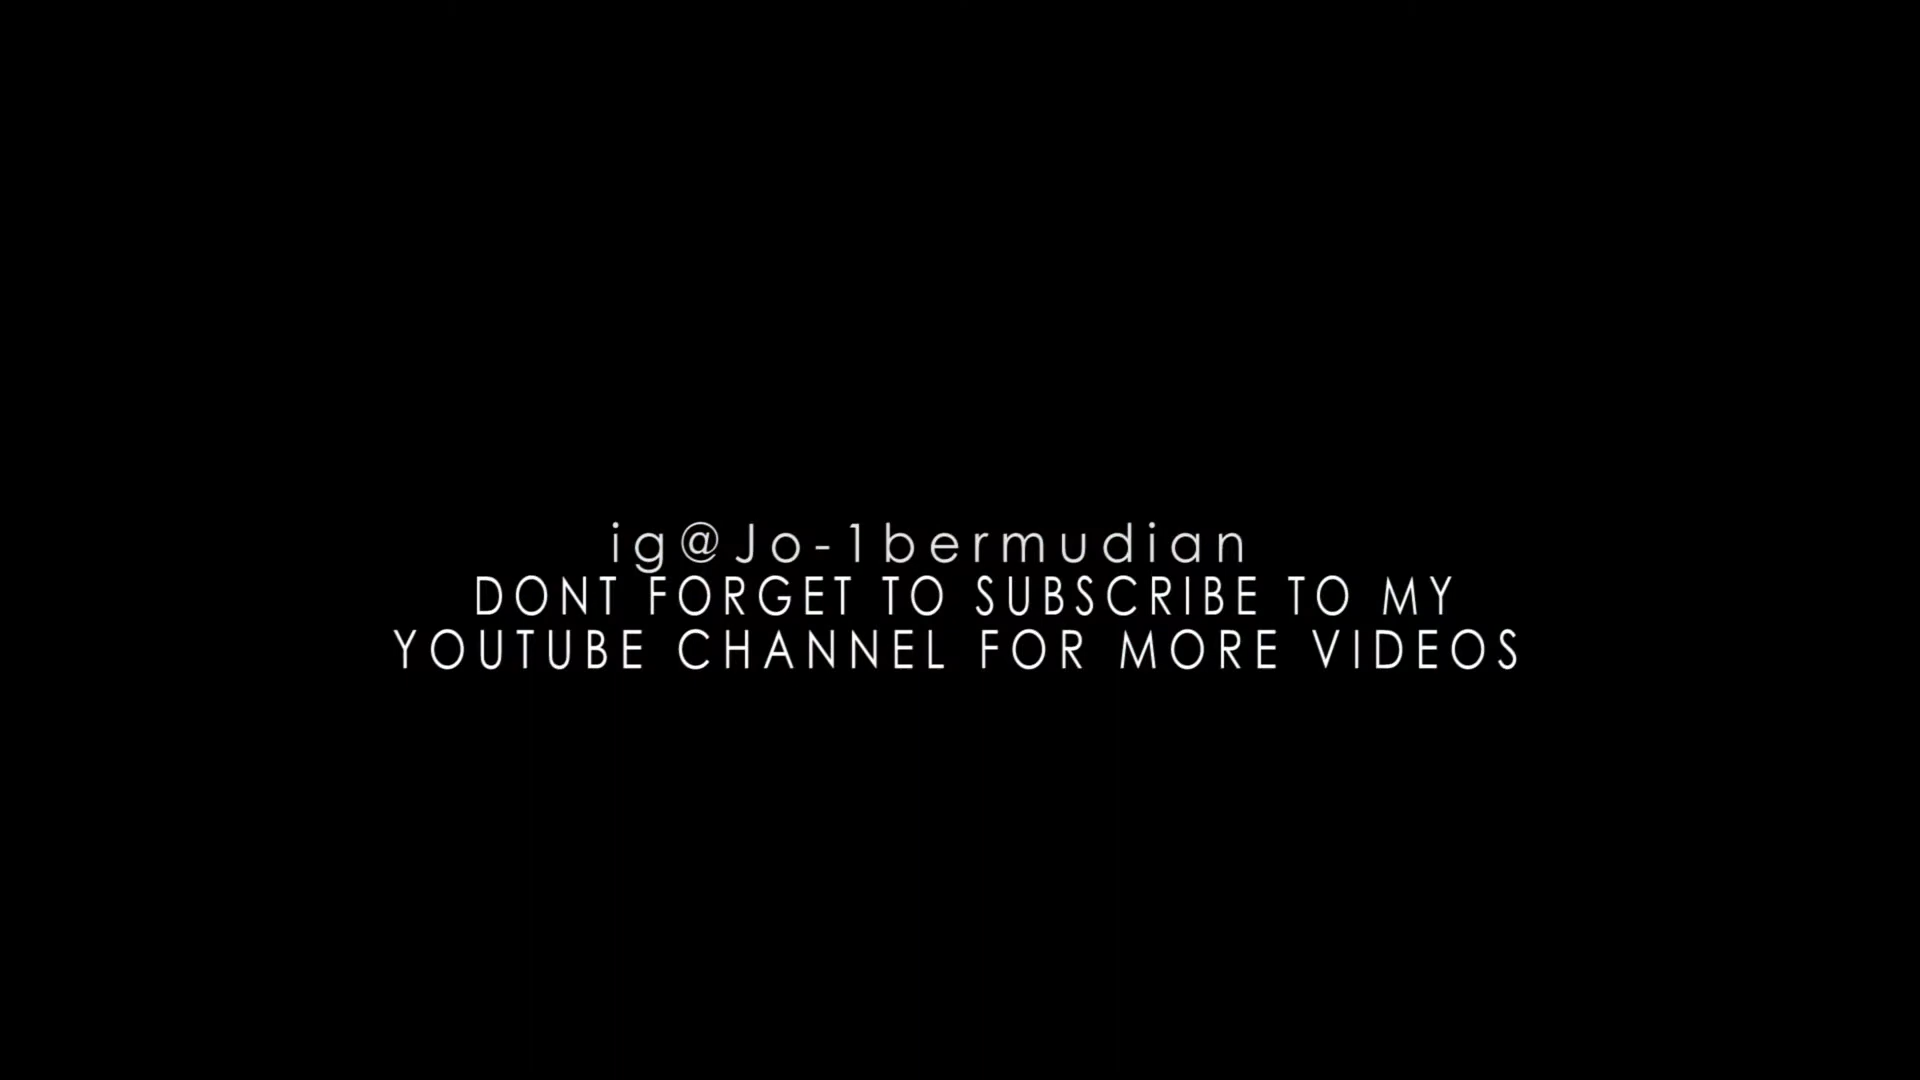 ig@Jo-1bermudian
DONT FORGET TO SUBSCRIBE TO MY
YOUTUBE CHANNEL FOR MORE VIDEOS